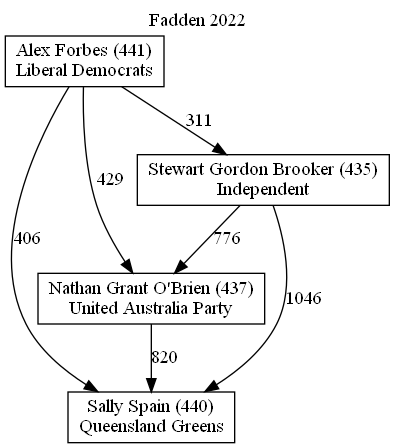 Fadden 2022
Alex Forbes (441)
Liberal Democrats
311
Stewart Gordon Brooker (435)
Independent
429
406
776
Nathan Grant O'Brien (437)
United Australia Party
1046
820
Sally Spain (440)
Queensland Greens